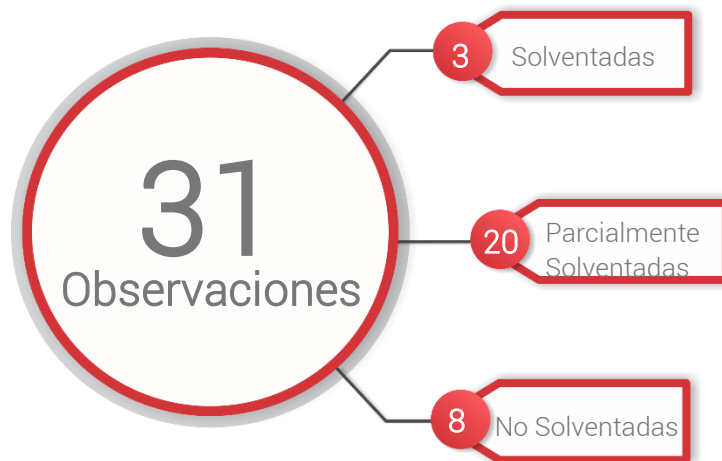 31
Observaciones
3
Solventadas
20
Parcialmente
Solventadas
8
No Solventadas